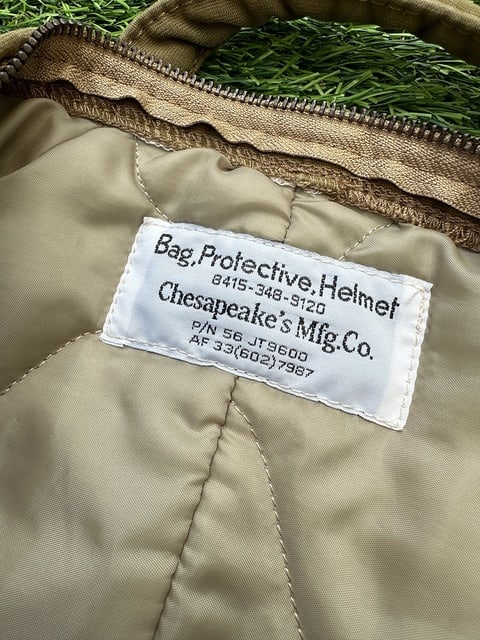 Bag,Protective,Helmet
8415-348-9120
Chesapeake's Mfg.Co.
P/N 56 JT9600
AF 33(602)7987